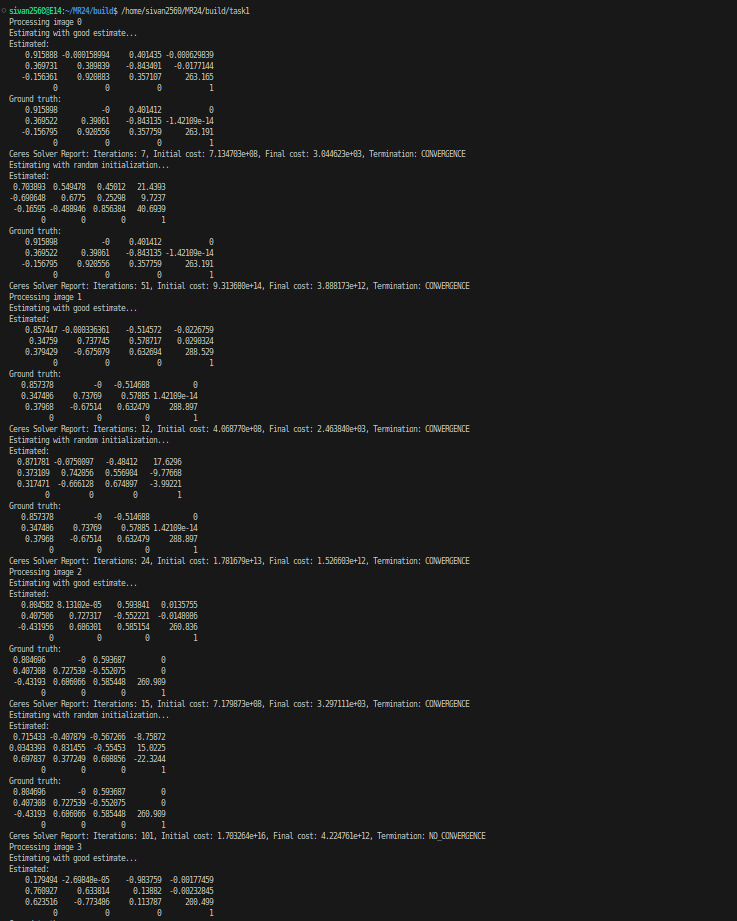 sivan2560@E14:~/MR24/build$ /home/sivan2560/MR24/build/task1
Processing image 0
Estimating with good estimate...
Estimated:
0.915888 -0.000158994 0.401435 -0.000629839
0.369731 0.389839 -0.843401 -0.0177144
-0.156361 0.920883 0.357107 263.165
0 0 0 1
Ground truth:
0.915898 -0 0.401412 0
0.369522 0.39061 -0.843135 -1.42109e-14
-0.156795 0.920556 0.357759 263.191
0 0 0 1
Ceres Solver Report: Iterations: 7, Initial cost: 7.134703e+08, Final cost: 3.044623e+03, Termination: CONVERGENCE
Estimating with random initialization...
Estimated:
0.703893 0.549478 0.45012 21.4393
-0.690648 0.6775 0.25298 9.7237
-0.16595 -0.488946 0.856384 40.6939
0 0 0 1
Ground truth:
0.915898 -0 0.401412 0
0.369522 0.39061 -0.843135 -1.42109e-14
-0.156795 0.920556 0.357759 263.191
0 0 0 1
Ceres Solver Report: Iterations: 51, Initial cost: 9.313680e+14, Final cost: 3.888173e+12, Termination: CONVERGENCE
Processing image 1
Estimating with good estimate...
Estimated:
0.857447 -0.000336361 -0.514572 -0.0226759
0.34759 0.737745 0.578717 0.0290324
0.379429 -0.675079 0.632694 288.529
0 0 0 1
Ground truth:
0.857378 -0 -0.514688 0
0.347486 0.73769 0.57885 1.42109e-14
0.37968 -0.67514 0.632479 288.897
0 0 0 1
Ceres Solver Report: Iterations: 12, Initial cost: 4.068770e+08, Final cost: 2.463840e+03, Termination: CONVERGENCE
Estimating with random initialization...
Estimated:
0.871781 -0.0750897 -0.48412 17.6296
0.373109 0.742056 0.556904 -9.77668
0.317471 -0.666128 0.674897 -3.99221
0 0 0 1
Ground truth:
0.857378 -0 -0.514688 0
0.347486 0.73769 0.57885 1.42109e-14
0.37968 -0.67514 0.632479 288.897
0 0 0 1
Ceres Solver Report: Iterations: 24, Initial cost: 1.781679e+13, Final cost: 1.526603e+12, Termination: CONVERGENCE
Processing image 2
Estimating with good estimate...
Estimated:
0.804582 8.13102e-05 0.593841 0.0135755
0.407506 0.727317 -0.552221 -0.0148086
-0.431956 0.686301 0.585154 260.836
0 0 0 1
Ground truth:
0.804696 -0 0.593687 0
0.407308 0.727539 -0.552075 0
-0.43193 0.686066 0.585448 260.989
0 0 0 1
Ceres Solver Report: Iterations: 15, Initial cost: 7.179873e+08, Final cost: 3.297111e+03, Termination: CONVERGENCE
Estimating with random initialization...
Estimated:
0.715433 -0.407879 -0.567266 -8.75872
0.0343393 0.831455 -0.55453 15.0225
0.697837 0.377249 0.608856 -22.3244
0 0 0 1
Ground truth:
0.804696 -0 0.593687 0
0.407308 0.727539 -0.552075 0
-0.43193 0.686066 0.585448 260.989
0 0 0 1
Ceres Solver Report: Iterations: 101, Initial cost: 1.703264e+16, Final cost: 4.224761e+12, Termination: NO_CONVERGENCE
Processing image 3
Estimating with good estimate...
Estimated:
0.179494 -2.69848e-05 -0.983759 -0.00177459
0.760927 0.633814 0.13882 -0.00232845
0.623516 -0.773486 0.113787 200.499
0 0 0 1